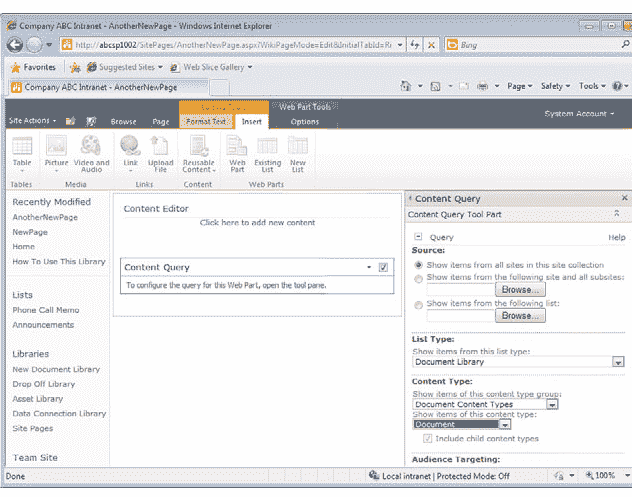 Company ABC Intranet - AnotherNewPage - Windows Internet Explorer
http://abcsp1002/SitePages/AnotherNewPage.aspx?WikiPageMode=Edit&InitialTabId=Ri
Bing
Favorites
Suggested Sites
Web Slice Gallery
Company ABC Intranet - AnotherNewPage
Page
Safety
Tools
Web Part Tools
System Account
Site Actions
Browse
Page
Format Text
Insert
Options
Table
Picture
Video and Audio
Link
Upload File
Reusable Content
Web Part
Existing List
New List
Tables
Media
Links
Content
Web Parts
Recently Modified
AnotherNewPage
NewPage
Home
How To Use This Library
Lists
Phone Call Memo
Announcements
Libraries
New Document Library
Drop Off Library
Asset Library
Data Connection Library
Site Pages
Team Site
Content Editor
Click here to add new content
Content Query
To configure the query for this Web Part, open the tool pane.
Content Query
Content Query Tool Part
Query
Help
Source:
Show items from all sites in this site collection
Show items from the following site and all subsites:
Browse...
Show items from the following list:
Browse...
List Type:
Show items from this list type:
Document Library
Content Type:
Show items of this content type group:
Document Content Types
Show items of this content type:
Document
Include child content types
Audience Targeting:
Done
Local intranet | Protected Mode: Off
100%